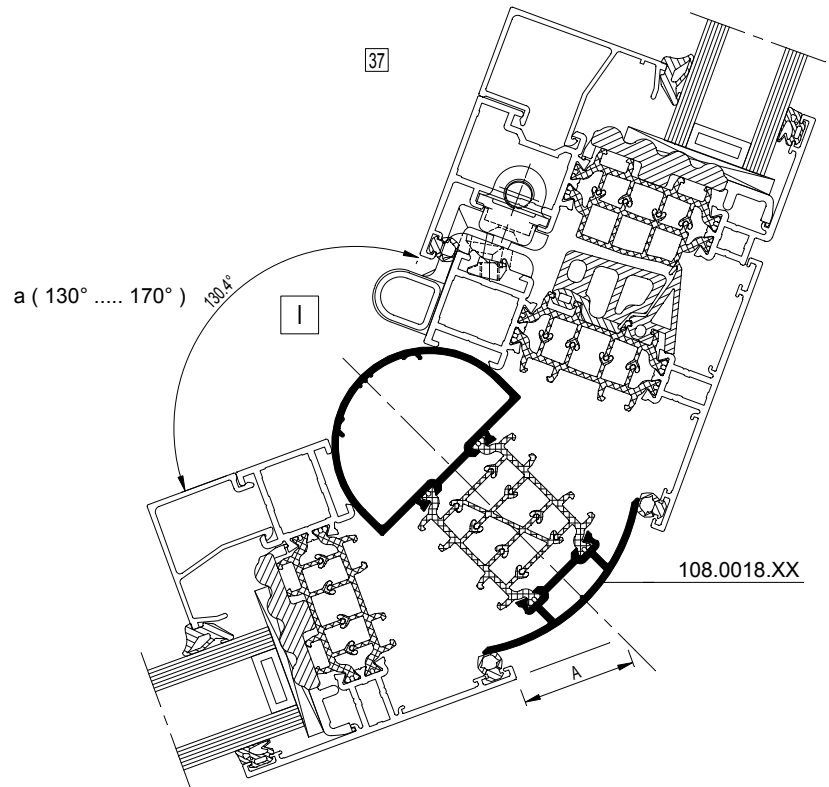 37
a ( 130° ..... 170° )
130.4°
I
108.0018.XX
A